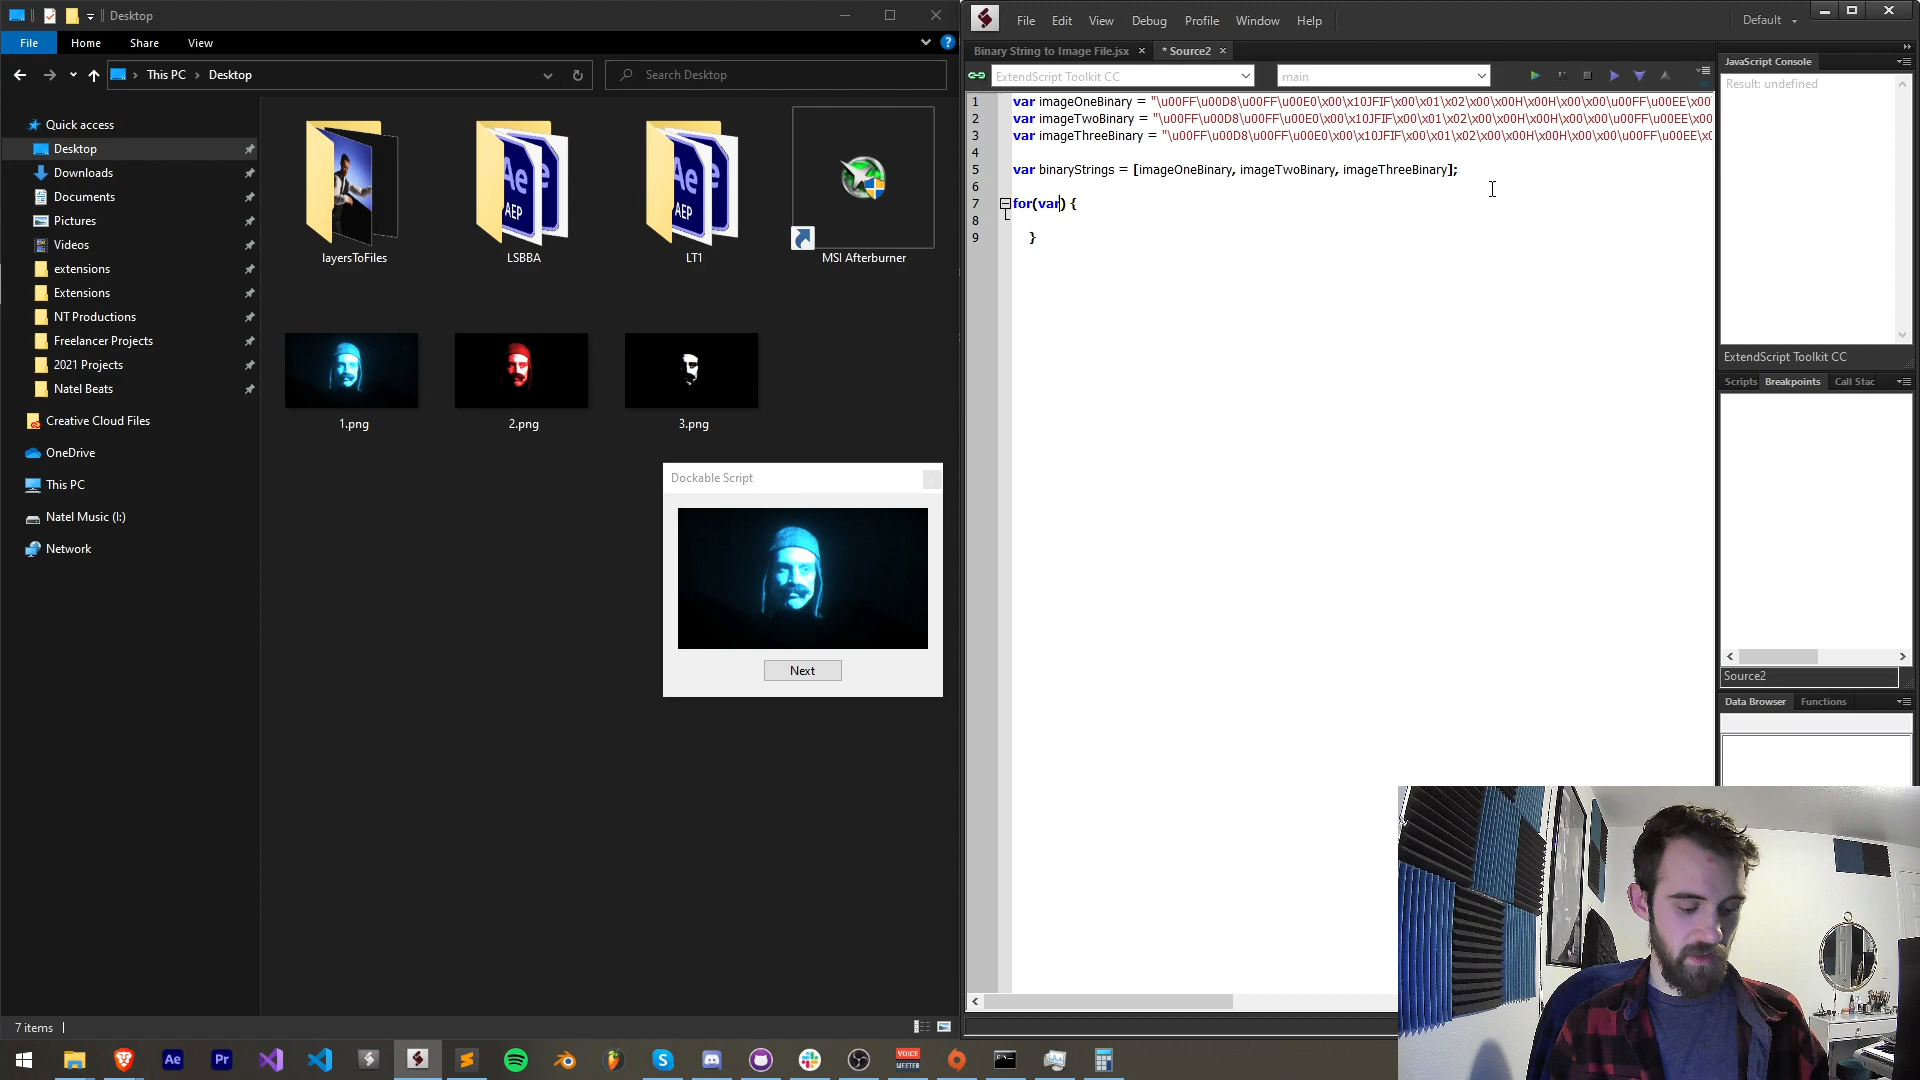 Desktop
File
Home
Share
View
This PC
Desktop
Search Desktop
Quick access
Desktop
Downloads
Documents
Pictures
Videos
extensions
Extensions
NT Productions
Freelancer Projects
2021 Projects
Natel Beats
Creative Cloud Files
OneDrive
This PC
Natel Music (I:)
Network
Ae
AEP
Ae
AEP
layersToFiles
LSBBA
LT1
MSI Afterburner
1.png
2.png
3.png
Dockable Script
Next
7 items
File Edit View Debug Profile Window Help
Default
Binary String to Image File.jsx
* Source2
ExtendScript Toolkit CC
main
1 var imageOneBinary = "\u00FF\u00D8\u00FF\u00E0\x00\x10JFIF\x00\x01\x02\x00\x00H\x00H\x00\x00\u00FF\u00EE\x00
2 var imageTwoBinary = "\u00FF\u00D8\u00FF\u00E0\x00\x10JFIF\x00\x01\x02\x00\x00H\x00H\x00\x00\u00FF\u00EE\x00
3 var imageThreeBinary = "\u00FF\u00D8\u00FF\u00E0\x00\x10JFIF\x00\x01\x02\x00\x00H\x00H\x00\x00\u00FF\u00EE\x
4
5 var binaryStrings = [imageOneBinary, imageTwoBinary, imageThreeBinary];
6
7 for(var) {
8
9 }
JavaScript Console
Result: undefined
ExtendScript Toolkit CC
Scripts Breakpoints Call Stac
Source2
Data Browser Functions
Ae
Pr
VOICE
MEETER